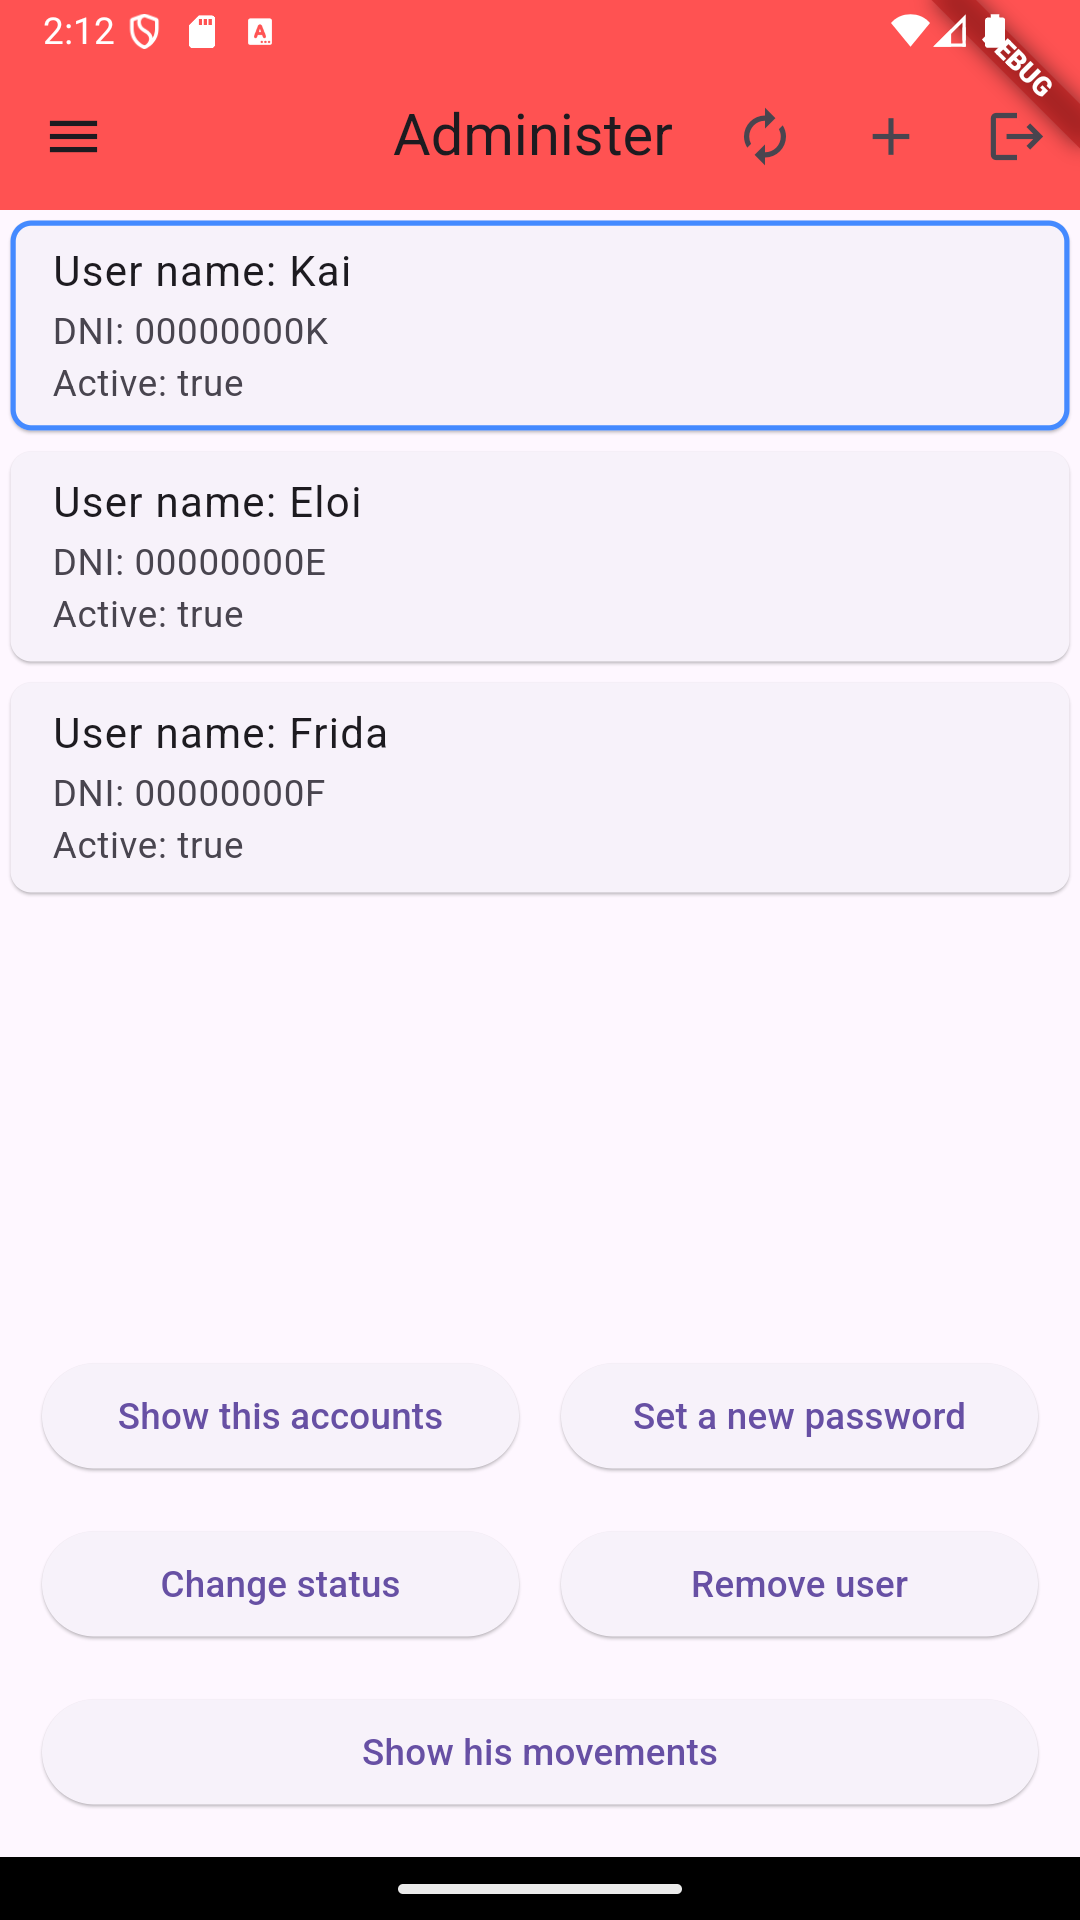 2:12
EBUG
Administer
User name: Kai
DNI: 00000000K
Active: true
User name: Eloi
DNI: 00000000E
Active: true
User name: Frida
DNI: 00000000F
Active: true
Show this accounts
Set a new password
Change status
Remove user
Show his movements